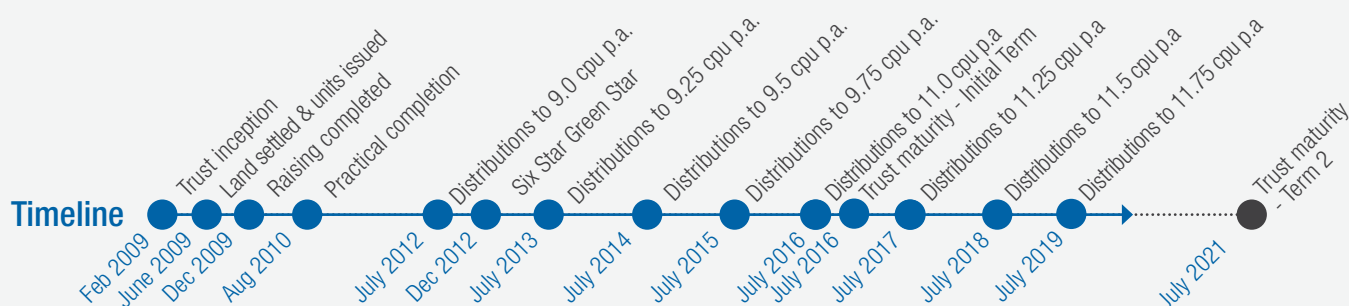 Timeline
Trust inception
Land settled & units issued
Raising completed
Practical completion
Distributions to 9.0 cpu p.a.
Six Star Green Star
Distributions to 9.25 cpu p.a.
Distributions to 9.5 cpu p.a.
Distributions to 9.75 cpu p.a.
Distributions to 11.0 cpu p.a
Trust maturity - Initial Term
Distributions to 11.25 cpu p.a
Distributions to 11.5 cpu p.a
Distributions to 11.75 cpu p.a
Trust maturity
- Term 2
Feb 2009
June 2009
Dec 2009
Aug 2010
July 2012
Dec 2012
July 2013
July 2014
July 2015
July 2016
July 2016
July 2017
July 2018
July 2019
July 2021